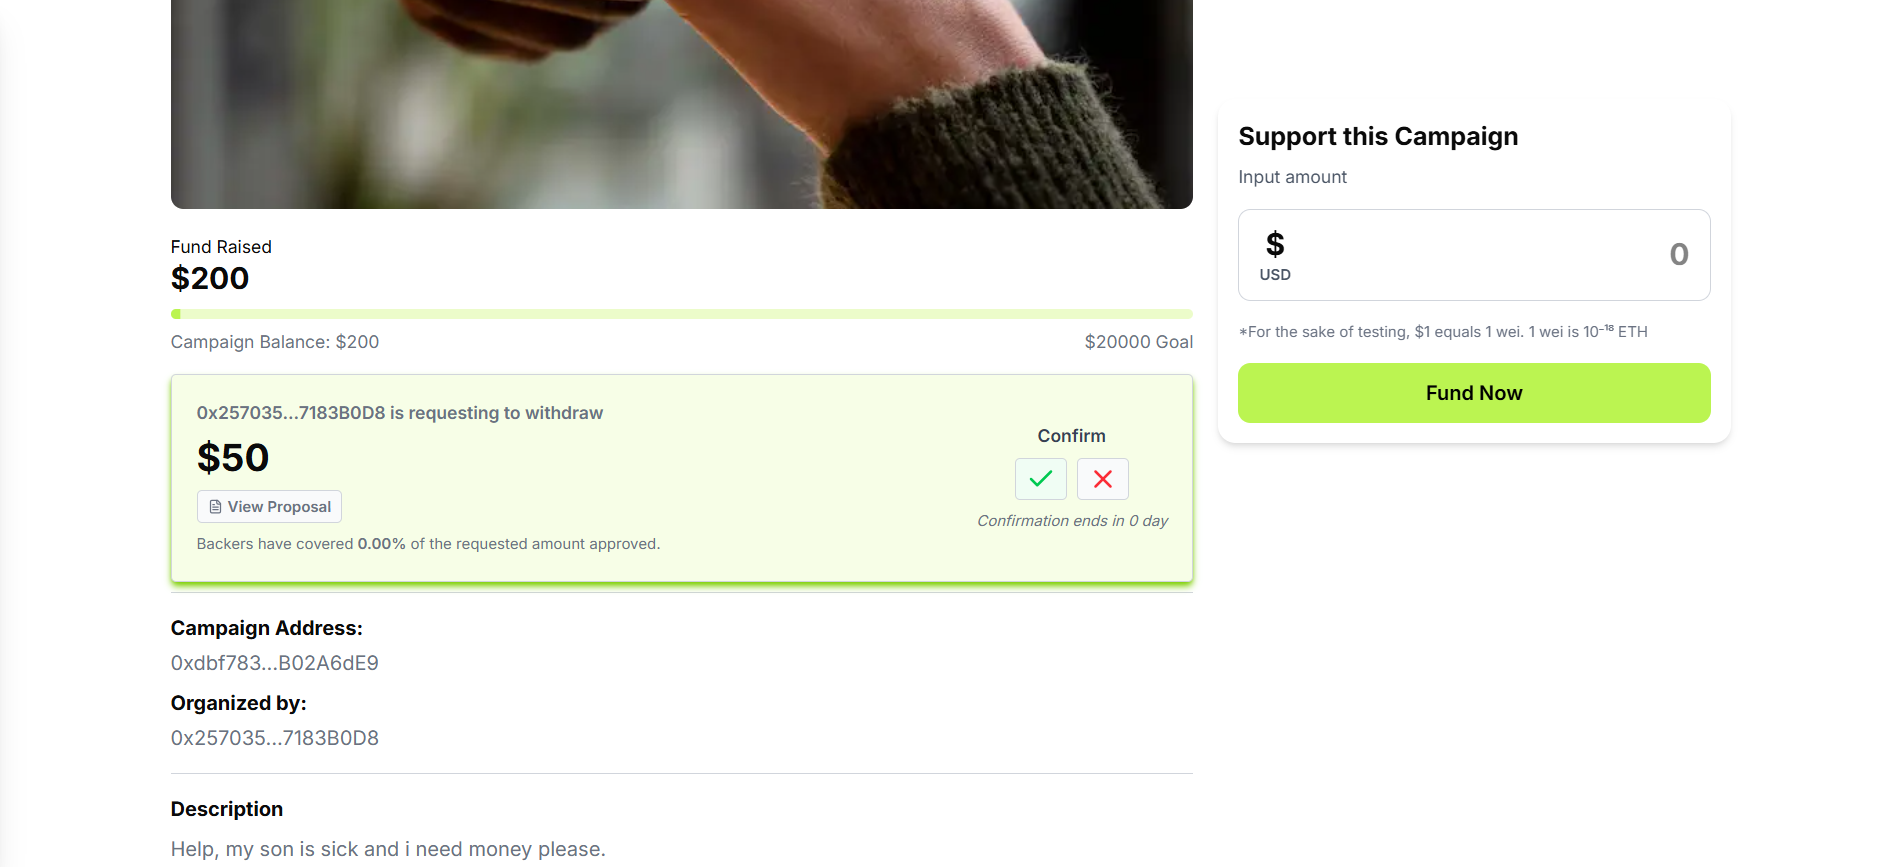 Fund Raised
$200
Campaign Balance: $200
$20000 Goal
0x257035...7183B0D8 is requesting to withdraw
$50
View Proposal
Backers have covered 0.00% of the requested amount approved.
Confirm
Confirmation ends in 0 day
Campaign Address:
0xdbf783...B02A6dE9
Organized by:
0x257035...7183B0D8
Description
Help, my son is sick and i need money please.
Support this Campaign
Input amount
$
USD
0
*For the sake of testing, $1 equals 1 wei. 1 wei is 10⁻¹⁸ ETH
Fund Now